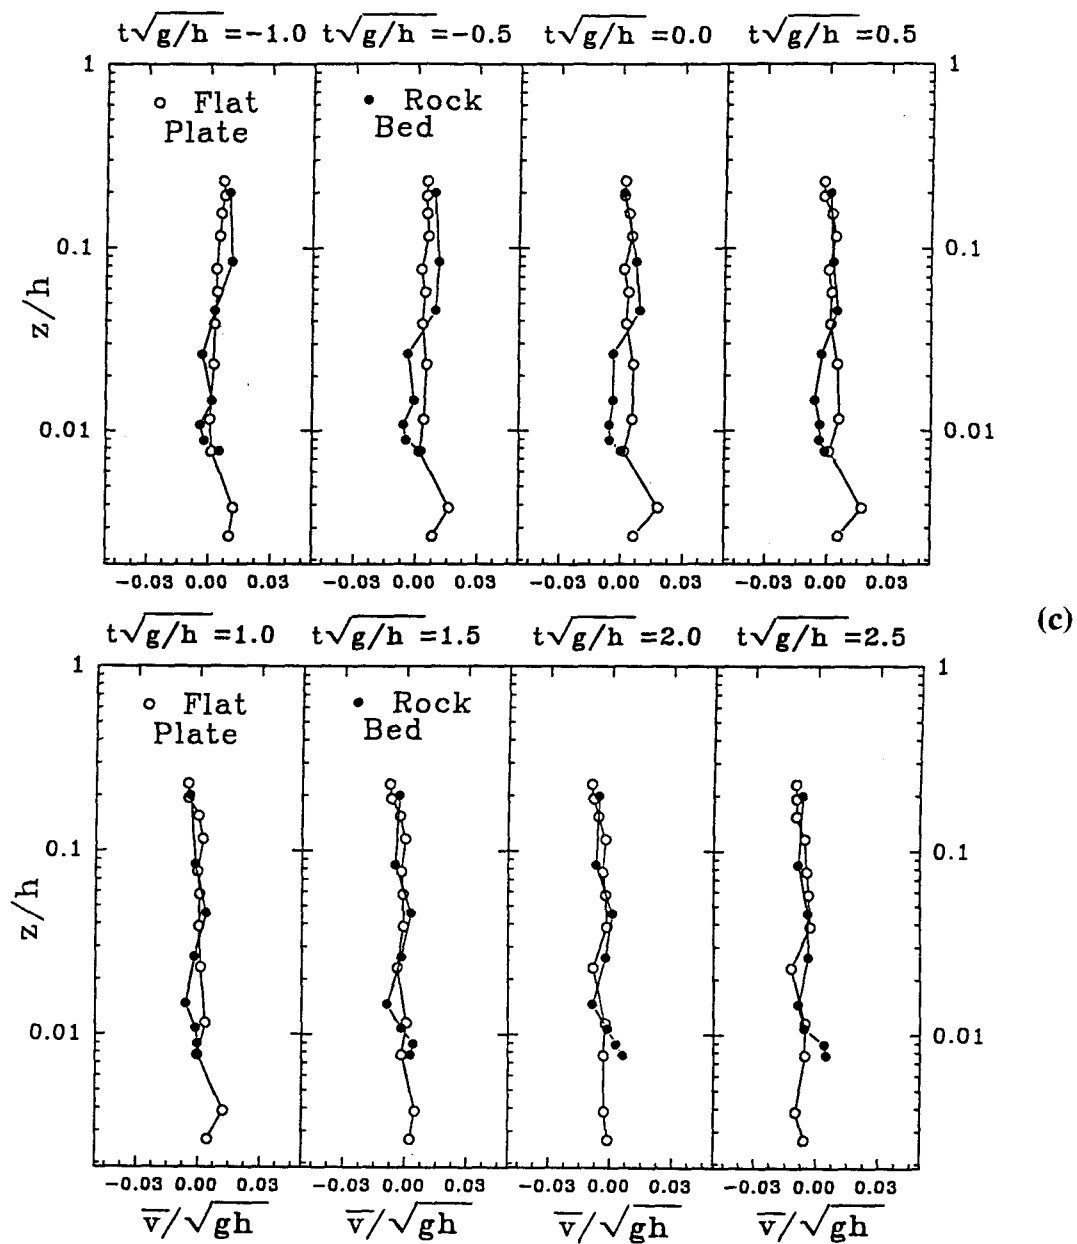 t√g/h =-1.0 t√g/h =-0.5 t√g/h =0.0 t√g/h =0.5
1 1
○ Flat ● Rock
Plate Bed
0.1 0.1
z/h
0.01 0.01
-0.03 0.00 0.03 -0.03 0.00 0.03 -0.03 0.00 0.03 -0.03 0.00 0.03
(c)
t√g/h =1.0 t√g/h =1.5 t√g/h =2.0 t√g/h =2.5
1 1
○ Flat ● Rock
Plate Bed
0.1 0.1
z/h
0.01 0.01
-0.03 0.00 0.03 -0.03 0.00 0.03 -0.03 0.00 0.03 -0.03 0.00 0.03
v̅/√gh v̅/√gh v̅/√gh v̅/√gh